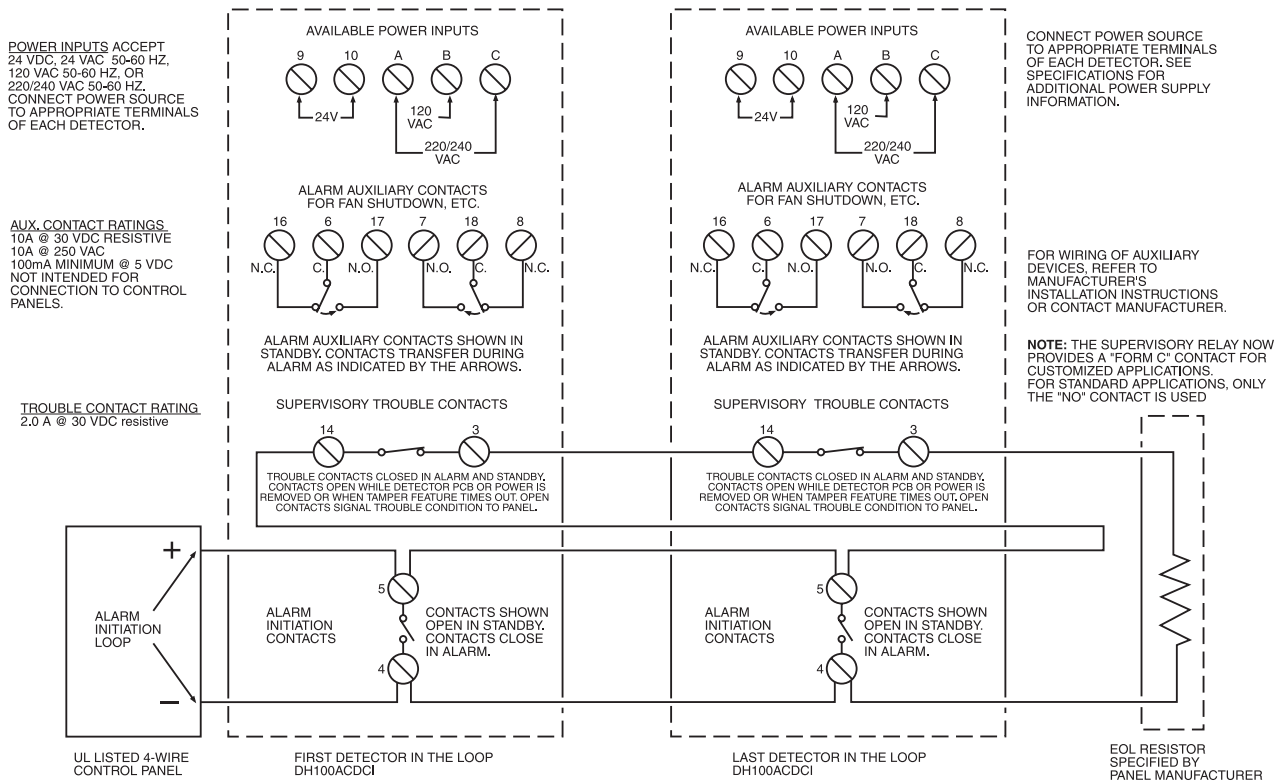 POWER INPUTS ACCEPT
24 VDC, 24 VAC 50-60 HZ,
120 VAC 50-60 HZ, OR
220/240 VAC 50-60 HZ.
CONNECT POWER SOURCE
TO APPROPRIATE TERMINALS
OF EACH DETECTOR.
AUX. CONTACT RATINGS
10A @ 30 VDC RESISTIVE
10A @ 250 VAC
100mA MINIMUM @ 5 VDC
NOT INTENDED FOR
CONNECTION TO CONTROL
PANELS.
TROUBLE CONTACT RATING
2.0 A @ 30 VDC resistive
AVAILABLE POWER INPUTS
9 10 A B C
24V
120
VAC
220/240
VAC
ALARM AUXILIARY CONTACTS
FOR FAN SHUTDOWN, ETC.
16 6 17 7 18 8
N.C. C. N.O. N.O. C. N.C.
ALARM AUXILIARY CONTACTS SHOWN IN
STANDBY. CONTACTS TRANSFER DURING
ALARM AS INDICATED BY THE ARROWS.
SUPERVISORY TROUBLE CONTACTS
14 3
TROUBLE CONTACTS CLOSED IN ALARM AND STANDBY.
CONTACTS OPEN WHILE DETECTOR PCB OR POWER IS
REMOVED OR WHEN TAMPER FEATURE TIMES OUT. OPEN
CONTACTS SIGNAL TROUBLE CONDITION TO PANEL.
AVAILABLE POWER INPUTS
9 10 A B C
24V
120
VAC
220/240
VAC
ALARM AUXILIARY CONTACTS
FOR FAN SHUTDOWN, ETC.
16 6 17 7 18 8
N.C. C. N.O. N.O. C. N.C.
ALARM AUXILIARY CONTACTS SHOWN IN
STANDBY. CONTACTS TRANSFER DURING
ALARM AS INDICATED BY THE ARROWS.
SUPERVISORY TROUBLE CONTACTS
14 3
TROUBLE CONTACTS CLOSED IN ALARM AND STANDBY.
CONTACTS OPEN WHILE DETECTOR PCB OR POWER IS
REMOVED OR WHEN TAMPER FEATURE TIMES OUT. OPEN
CONTACTS SIGNAL TROUBLE CONDITION TO PANEL.
CONNECT POWER SOURCE
TO APPROPRIATE TERMINALS
OF EACH DETECTOR. SEE
SPECIFICATIONS FOR
ADDITIONAL POWER SUPPLY
INFORMATION.
FOR WIRING OF AUXILIARY
DEVICES, REFER TO
MANUFACTURER'S
INSTALLATION INSTRUCTIONS
OR CONTACT MANUFACTURER.
NOTE: THE SUPERVISORY RELAY NOW
PROVIDES A "FORM C" CONTACT FOR
CUSTOMIZED APPLICATIONS.
FOR STANDARD APPLICATIONS, ONLY
THE "NO" CONTACT IS USED
+
ALARM
INITIATION
LOOP
−
UL LISTED 4-WIRE
CONTROL PANEL
5
ALARM
INITIATION
CONTACTS
CONTACTS SHOWN
OPEN IN STANDBY.
CONTACTS CLOSE
IN ALARM.
4
FIRST DETECTOR IN THE LOOP
DH100ACDCI
5
ALARM
INITIATION
CONTACTS
CONTACTS SHOWN
OPEN IN STANDBY.
CONTACTS CLOSE
IN ALARM.
4
LAST DETECTOR IN THE LOOP
DH100ACDCI
EOL RESISTOR
SPECIFIED BY
PANEL MANUFACTURER